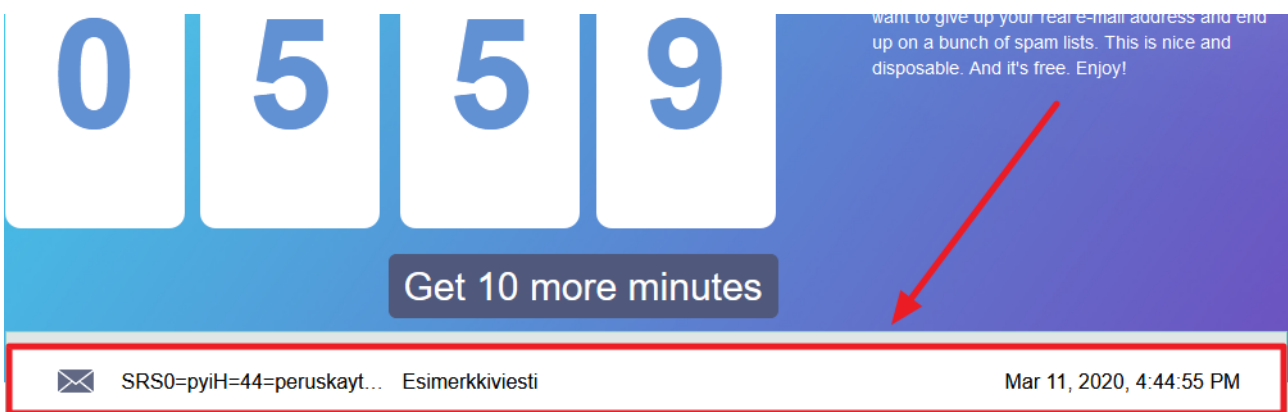 want to give up your real e-mail address and end
up on a bunch of spam lists. This is nice and
disposable. And it's free. Enjoy!
0 5 5 9
Get 10 more minutes
SRS0=pyiH=44=peruskayt... Esimerkkiviesti Mar 11, 2020, 4:44:55 PM